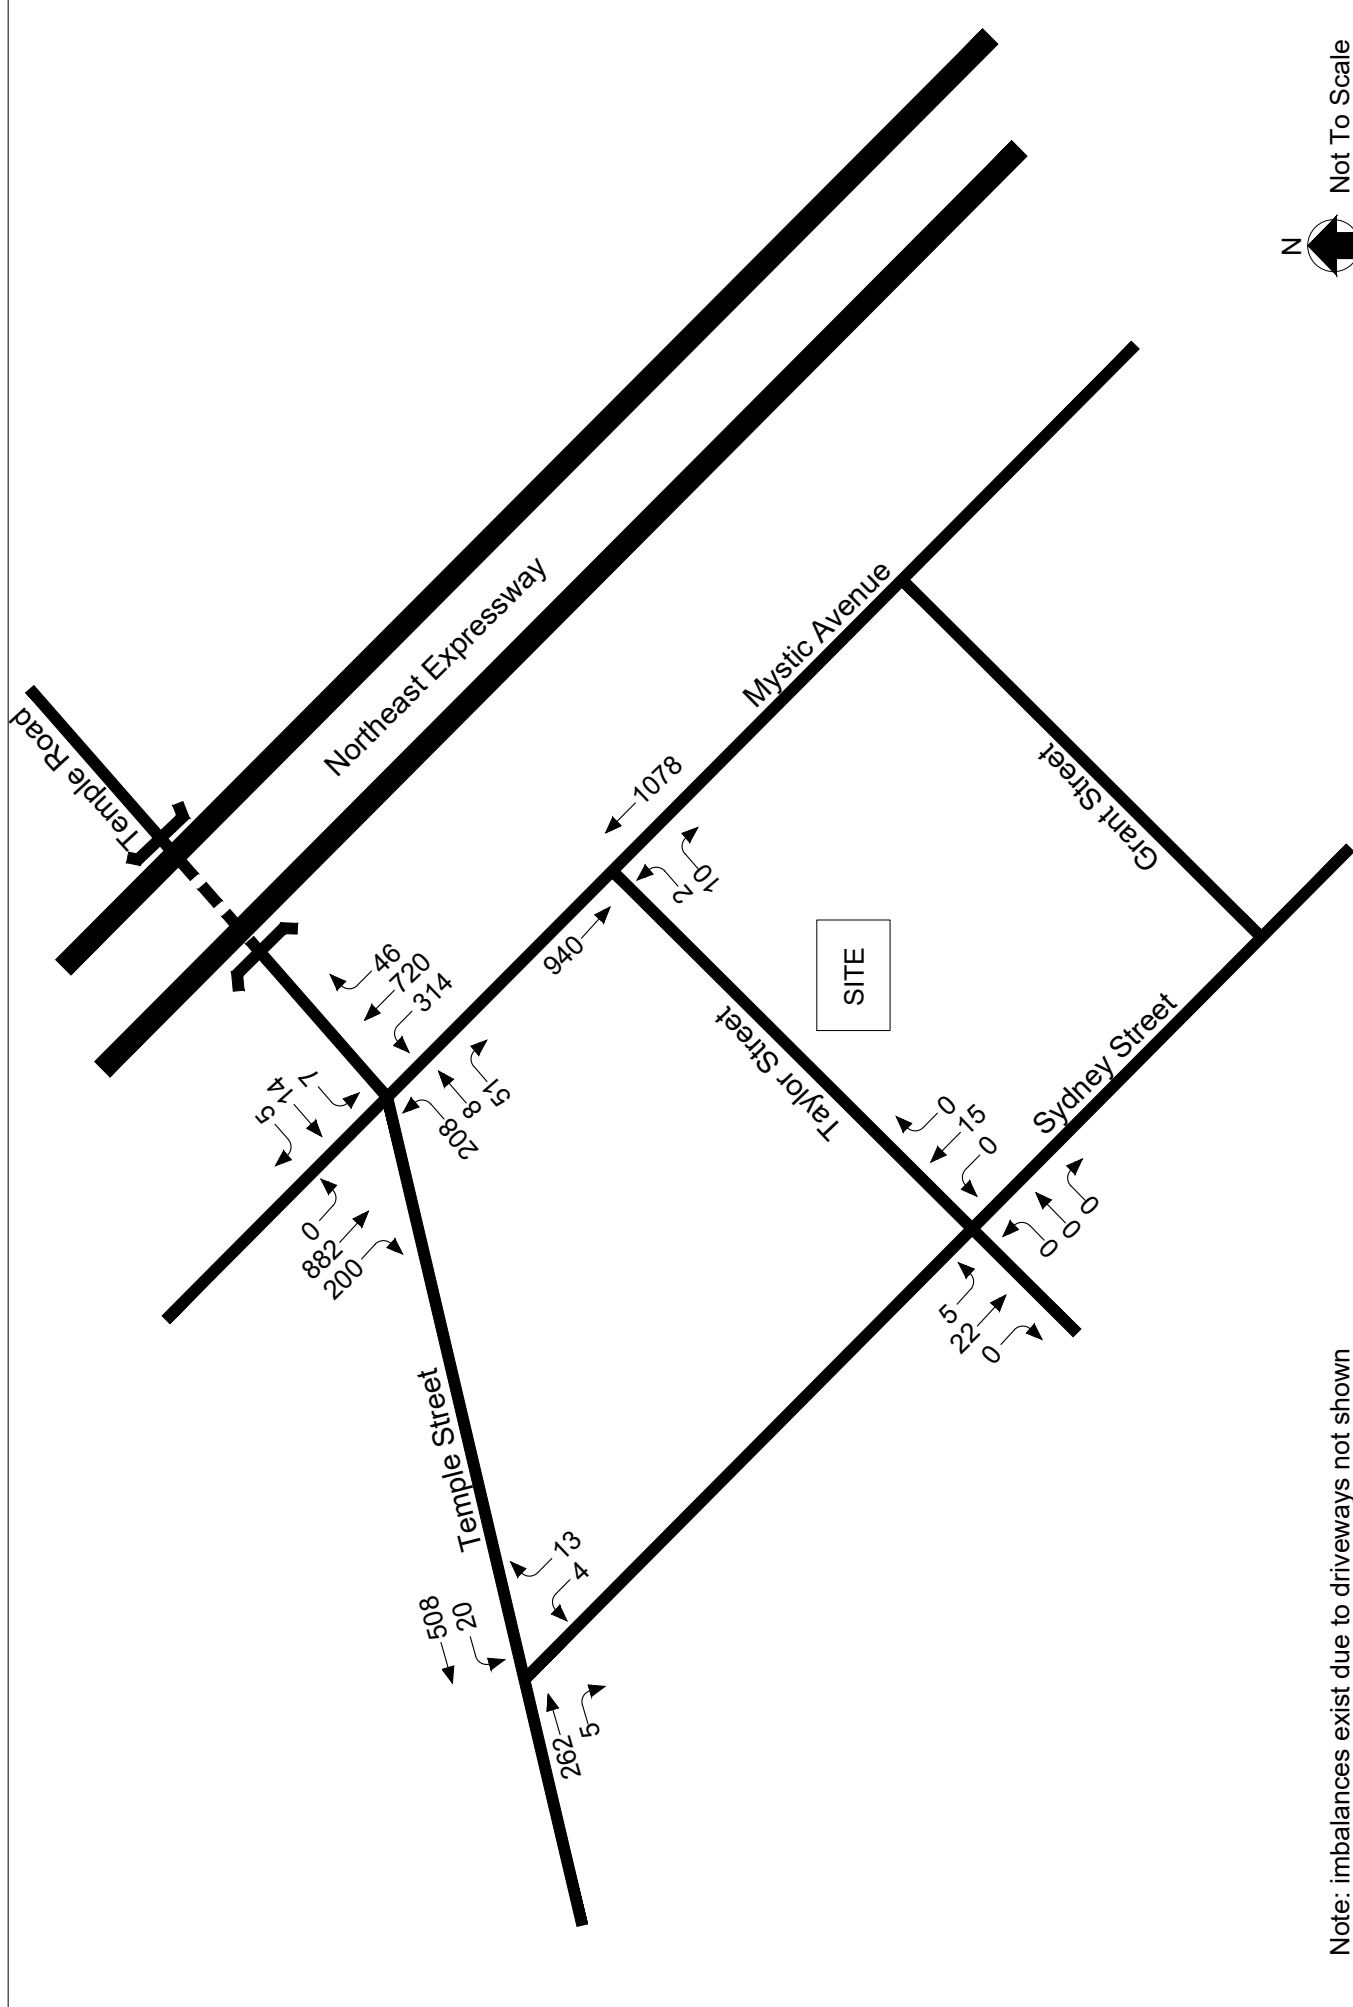 Temple Road
Northeast Expressway
Mystic Avenue
Grant Street
Taylor Street
Sydney Street
Temple Street
SITE
5
14
7
46
720
314
0
882
200
208
8
51
940
1078
2
10
508
20
13
4
262
5
0
15
0
5
22
0
0
0
0
N
Not To Scale
Note: imbalances exist due to driveways not shown